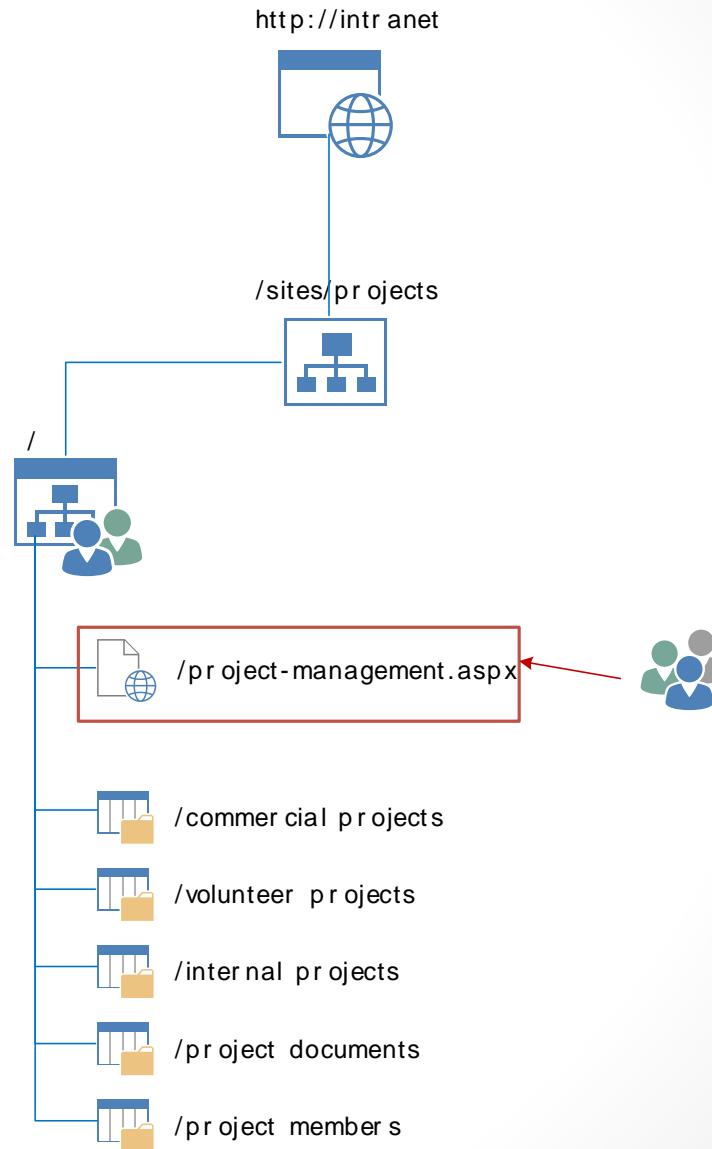 http://intranet
/sites/projects
/
/project-management.aspx
/commercial projects
/volunteer projects
/internal projects
/project documents
/project members